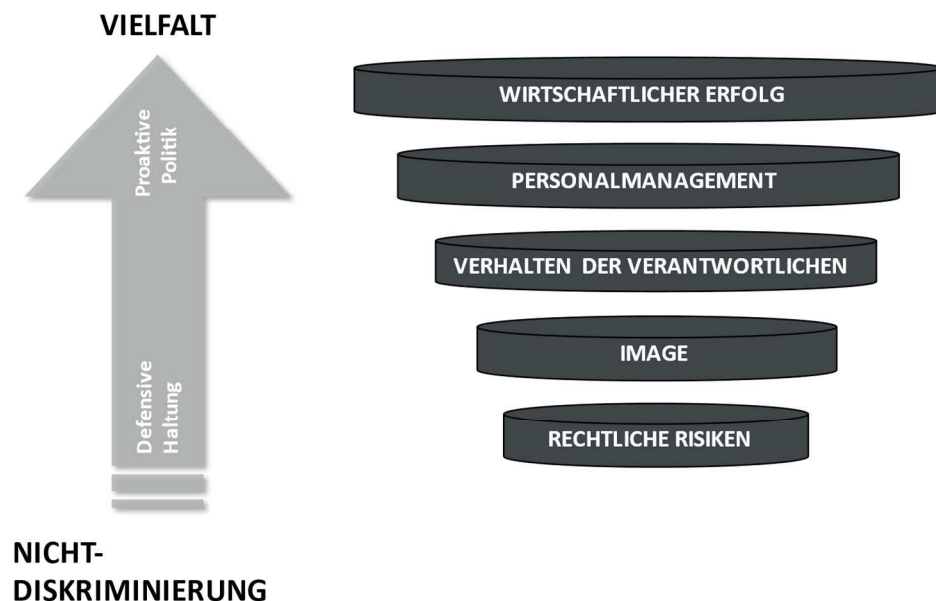 VIELFALT
Proaktive
Politik
Defensive
Haltung
NICHT-
DISKRIMINIERUNG
WIRTSCHAFTLICHER ERFOLG
PERSONALMANAGEMENT
VERHALTEN DER VERANTWORTLICHEN
IMAGE
RECHTLICHE RISIKEN